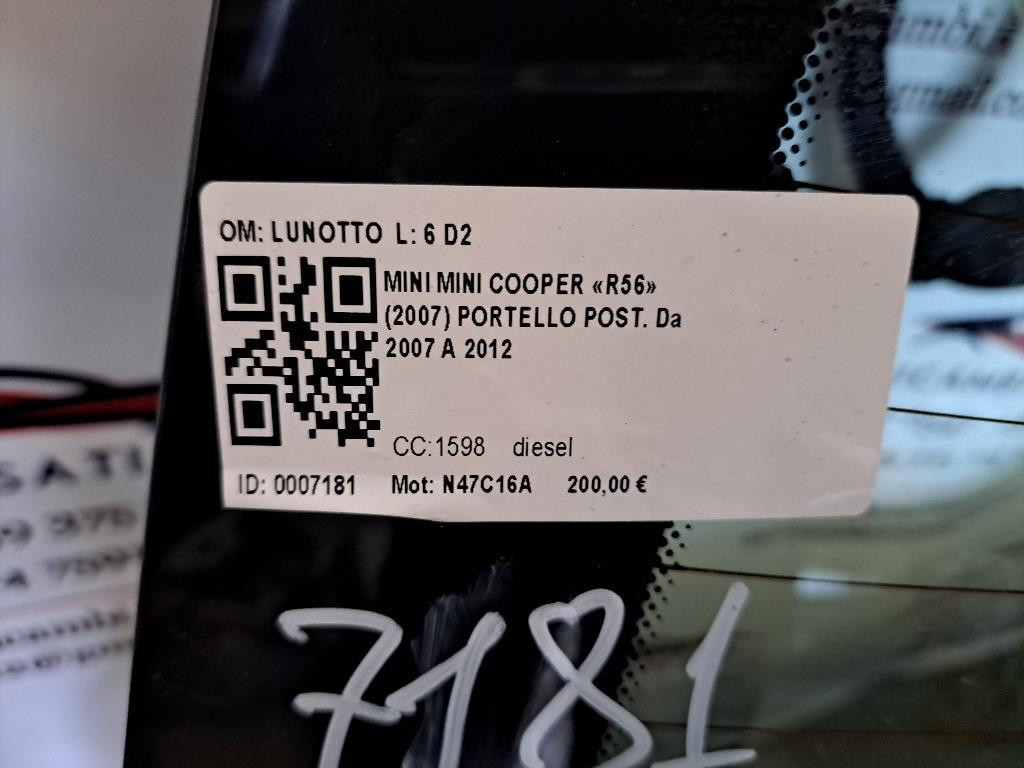 OM: LUNOTTO L: 6 D2
MINI MINI COOPER «R56»
(2007) PORTELLO POST. Da
2007 A 2012
CC:1598 diesel
ID: 0007181 Mot: N47C16A 200,00 €
7181